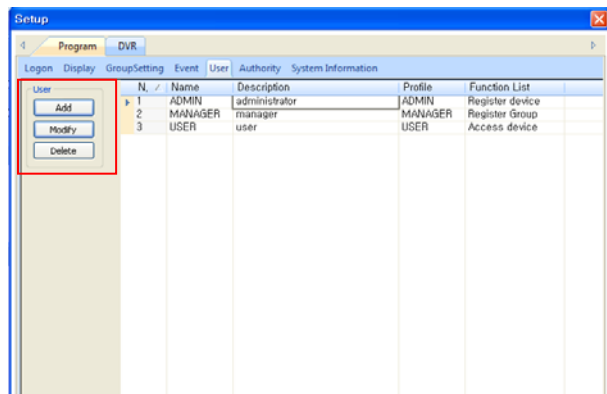 Setup
Program DVR
Logon Display GroupSetting Event User Authority System Information
User
Add
Modify
Delete
N. Name Description Profile Function List
1 ADMIN administrator ADMIN Register device
2 MANAGER manager MANAGER Register Group
3 USER user USER Access device